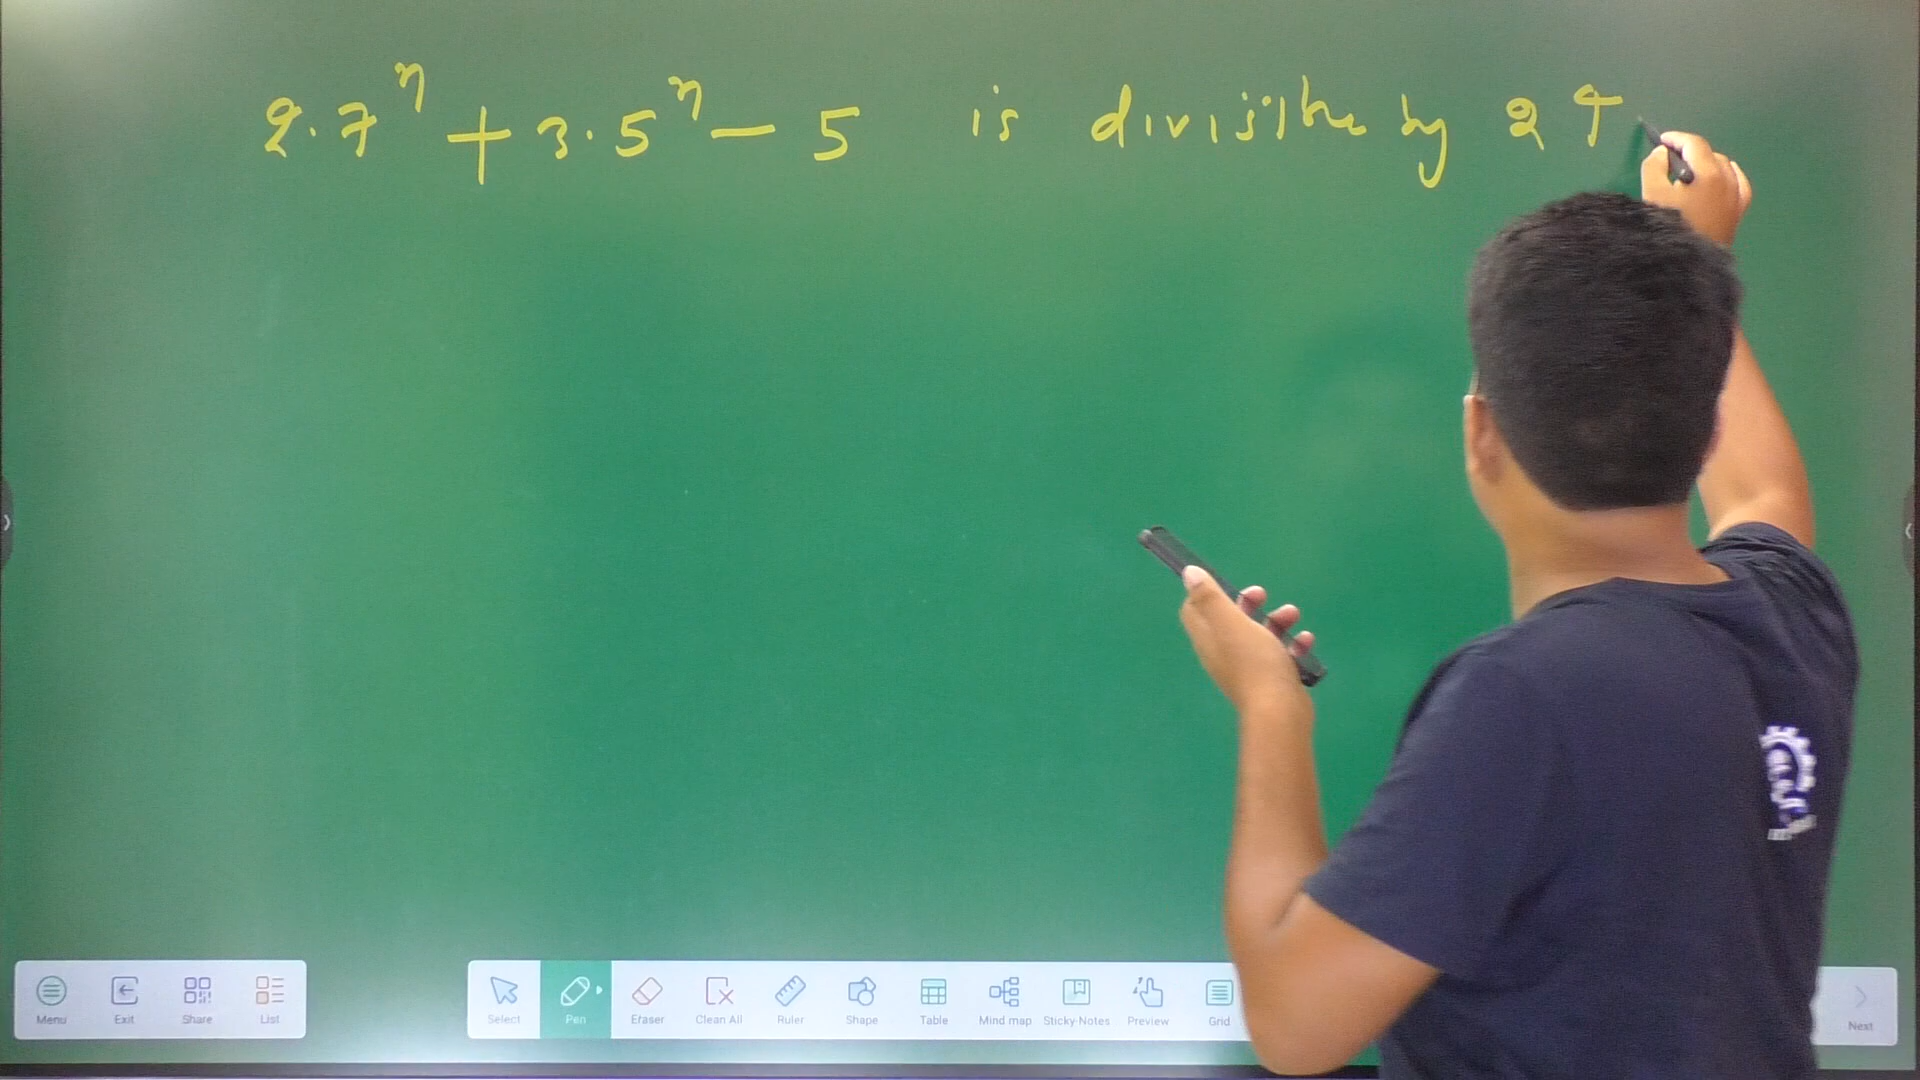 2.7ⁿ + 3.5ⁿ - 5 is divisible by 24
Menu Exit Share List Select Pen Eraser Clean All Ruler Shape Table Mind map Sticky-Notes Preview Grid Next